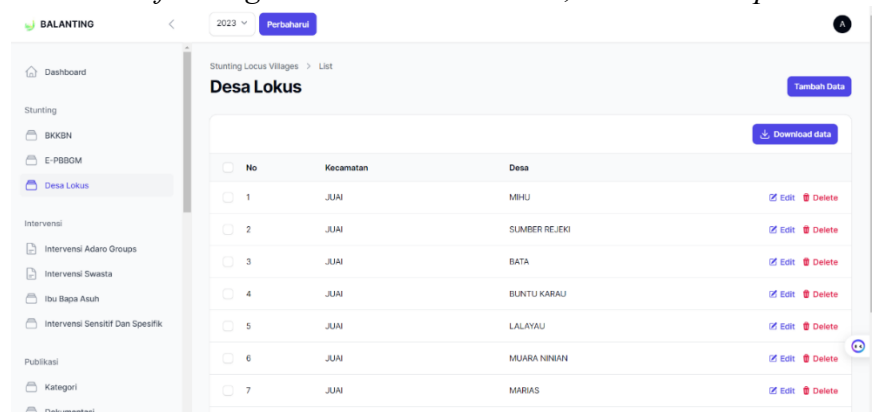 BALANTING
2023
Perbaharui
A
Dashboard
Stunting
BKKBN
E-PBBGM
Desa Lokus
Intervensi
Intervensi Adaro Groups
Intervensi Swasta
Ibu Bapa Asuh
Intervensi Sensitif Dan Spesifik
Publikasi
Kategori
Stunting Locus Villages > List
Desa Lokus
Tambah Data
Download data
No Kecamatan Desa
1 JUAI MIHU Edit Delete
2 JUAI SUMBER REJEKI Edit Delete
3 JUAI BATA Edit Delete
4 JUAI BUNTU KARAU Edit Delete
5 JUAI LALAYAU Edit Delete
6 JUAI MUARA NINIAN Edit Delete
7 JUAI MARIAS Edit Delete